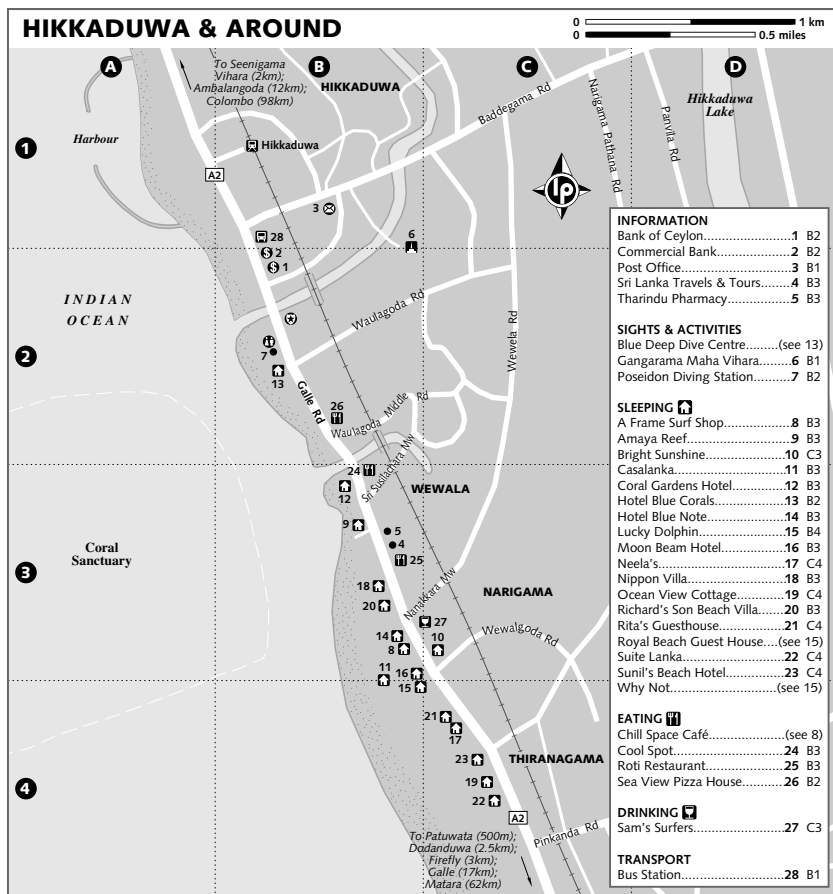 HIKKADUWA & AROUND
0 1 km
0 0.5 miles
A
B
C
D
To Seenigama
Vihara (2km);
Ambalangoda (12km);
Colombo (98km)
HIKKADUWA
Baddegama Rd
Narigama Pathana Rd
Panvila Rd
Hikkaduwa
Lake
1
Harbour
Hikkaduwa
A2
lp
3
28
2
1
6
INDIAN
OCEAN
Waulagoda Rd
Wewela Rd
2
7
13
Galle Rd
26
Waulagoda Middle Rd
24
Sri Susilachara Mw
WEWALA
12
9
5
4
25
Coral
Sanctuary
3
18
20
Nanakkara Mw
NARIGAMA
27
Wewalgoda Rd
14
8
10
11
16
15
21
17
THIRANAGAMA
23
4
19
22
A2
Pinkanda Rd
To Patuwata (500m);
Dodanduwa (2.5km);
Firefly (3km);
Galle (17km);
Matara (62km)
INFORMATION
Bank of Ceylon....................1 B2
Commercial Bank................2 B2
Post Office..........................3 B1
Sri Lanka Travels & Tours.....4 B3
Tharindu Pharmacy..............5 B3
SIGHTS & ACTIVITIES
Blue Deep Dive Centre.......(see 13)
Gangarama Maha Vihara.....6 B1
Poseidon Diving Station.......7 B2
SLEEPING
A Frame Surf Shop...............8 B3
Amaya Reef.........................9 B3
Bright Sunshine..................10 C3
Casalanka..........................11 B3
Coral Gardens Hotel...........12 B3
Hotel Blue Corals................13 B2
Hotel Blue Note..................14 B3
Lucky Dolphin....................15 B4
Moon Beam Hotel...............16 B3
Neela's...............................17 C4
Nippon Villa.......................18 B3
Ocean View Cottage...........19 C4
Richard's Son Beach Villa....20 B3
Rita's Guesthouse...............21 C4
Royal Beach Guest House....(see 15)
Suite Lanka........................22 C4
Sunil's Beach Hotel.............23 C4
Why Not............................(see 15)
EATING
Chill Space Café..................(see 8)
Cool Spot...........................24 B3
Roti Restaurant...................25 B3
Sea View Pizza House.........26 B2
DRINKING
Sam's Surfers.....................27 C3
TRANSPORT
Bus Station........................28 B1